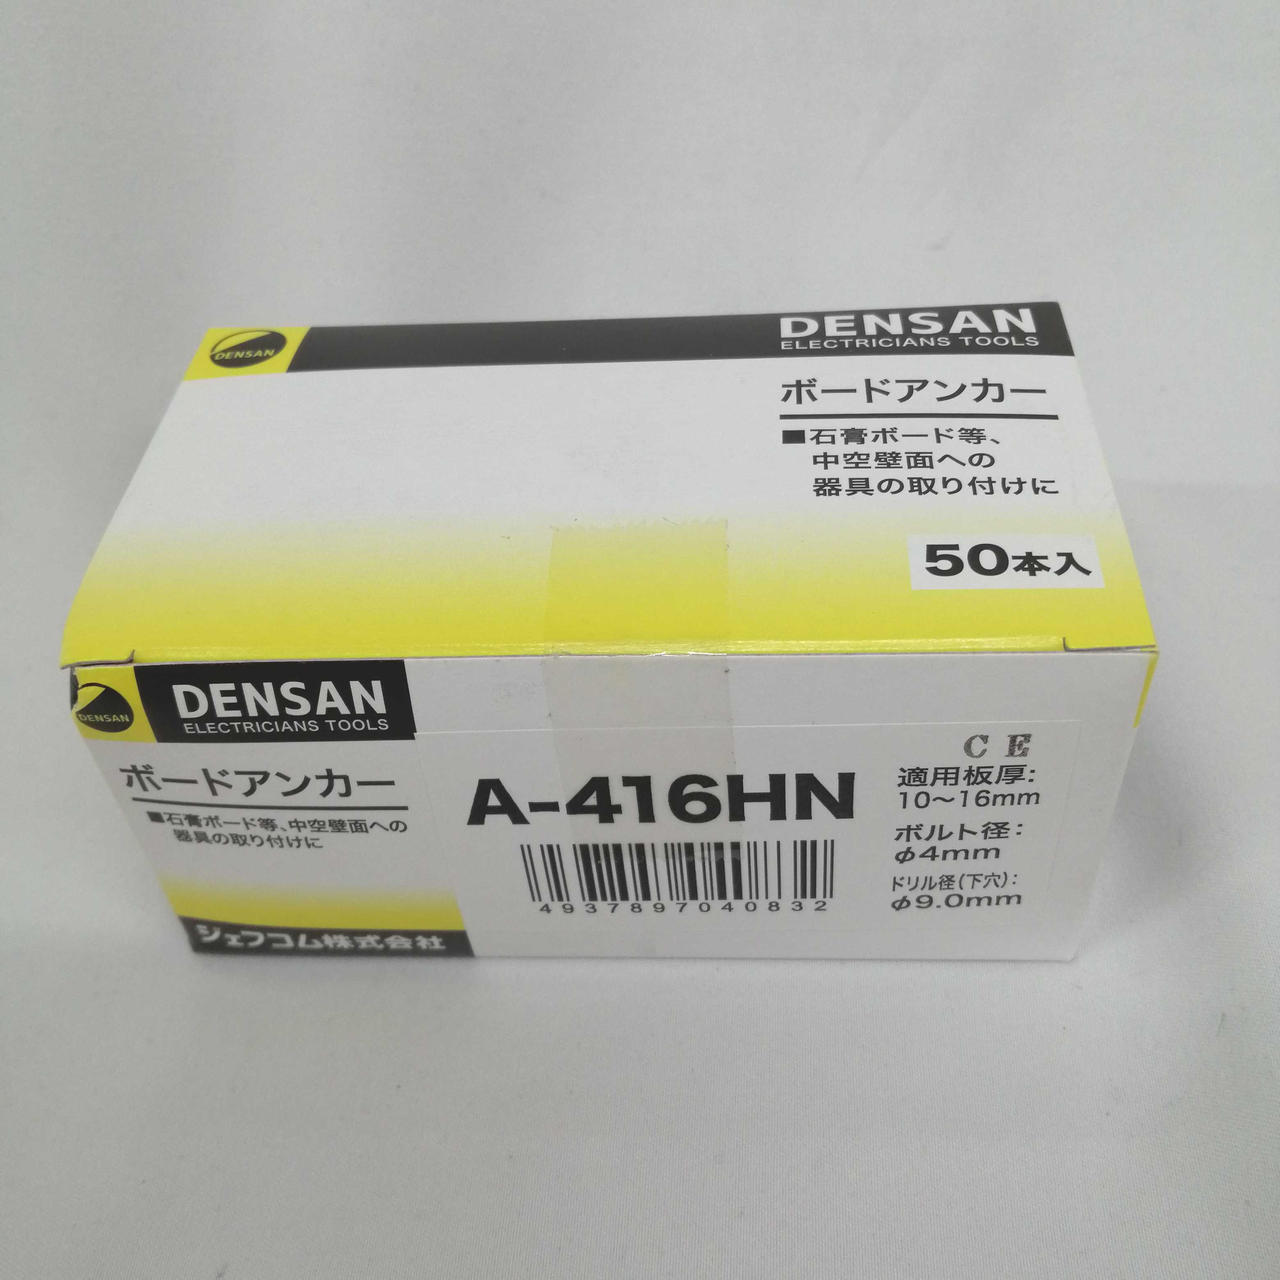 DENSAN
DENSAN
ELECTRICIANS TOOLS
ボードアンカー
■石膏ボード等、
中空壁面への
器具の取り付けに
50本入
DENSAN
DENSAN
ELECTRICIANS TOOLS
ボードアンカー
■石膏ボード等、中空壁面への
器具の取り付けに
ジェフコム株式会社
A-416HN
4937897040832
C E
適用板厚:
10～16mm
ボルト径:
φ4mm
ドリル径(下穴):
φ9.0mm